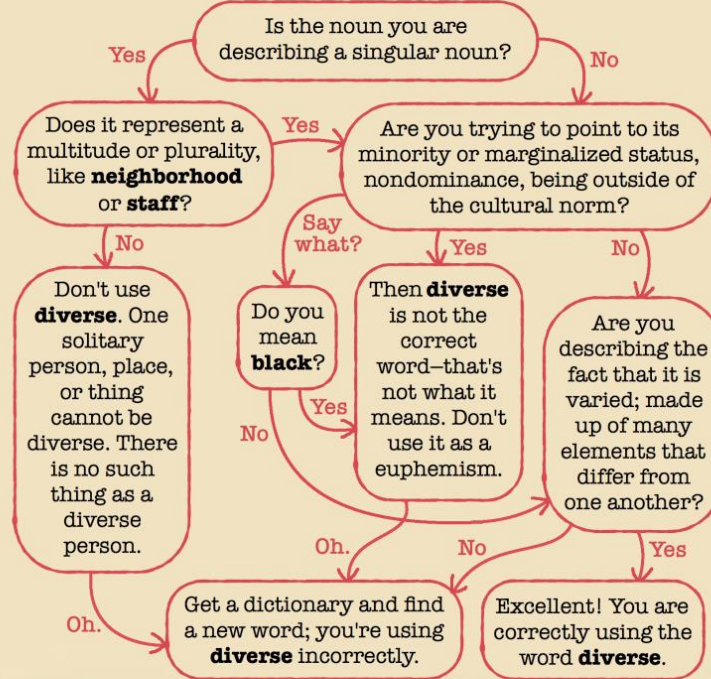 Is the noun you are
describing a singular noun?
Yes
No
Does it represent a
multitude or plurality,
like neighborhood
or staff?
Yes
Are you trying to point to its
minority or marginalized status,
nondominance, being outside of
the cultural norm?
No
Say
what?
Yes
No
Don't use
diverse. One
solitary
person, place,
or thing
cannot be
diverse. There
is no such
thing as a
diverse
person.
Do you
mean
black?
Yes
No
Then diverse
is not the
correct
word—that's
not what it
means. Don't
use it as a
euphemism.
Are you
describing the
fact that it is
varied; made
up of many
elements that
differ from
one another?
Oh.
Oh.
No
Yes
Get a dictionary and find
a new word; you're using
diverse incorrectly.
Excellent! You are
correctly using the
word diverse.